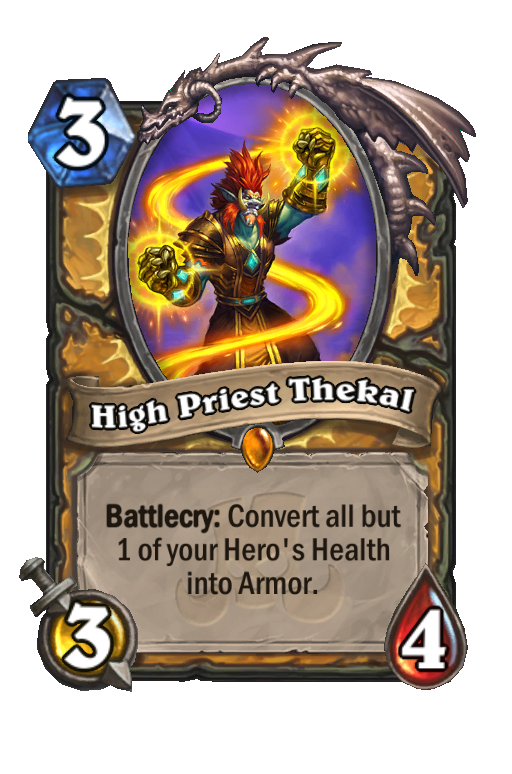 3
High Priest Thekal
Battlecry: Convert all but
1 of your Hero's Health
into Armor.
3
4